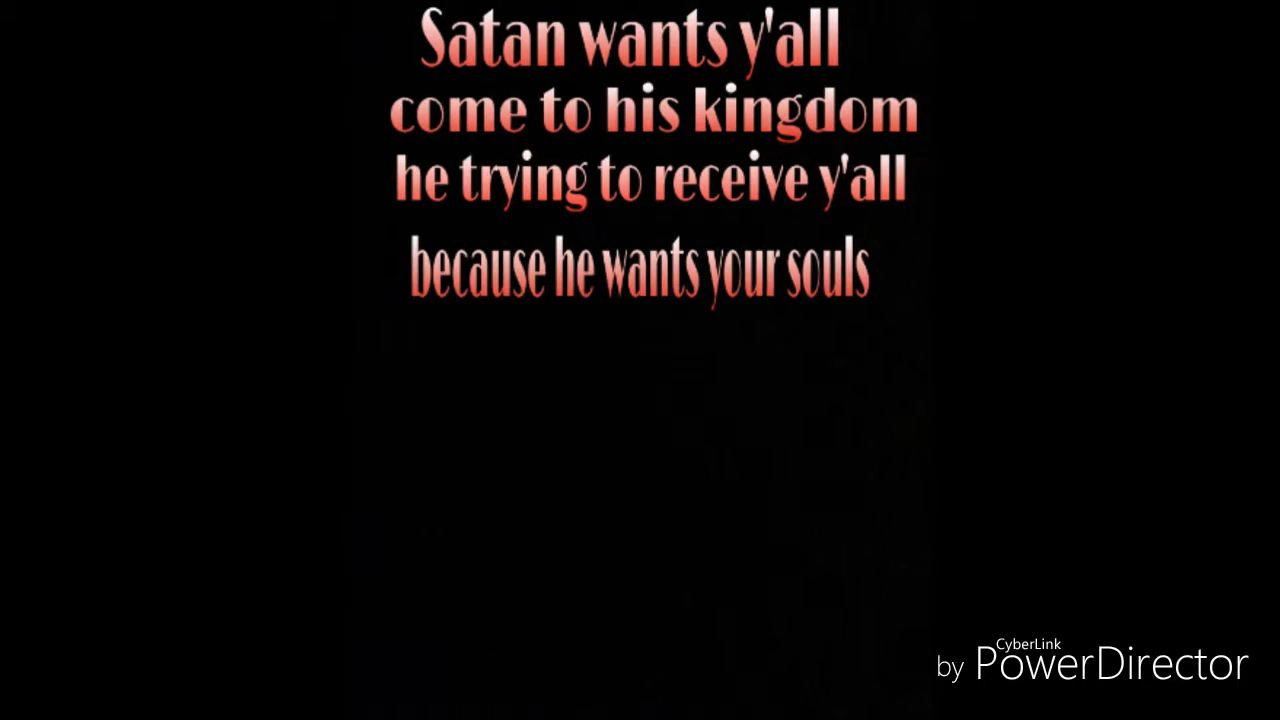 Satan wants y'all
come to his kingdom
he trying to receive y'all
because he wants your souls
CyberLink
by PowerDirector